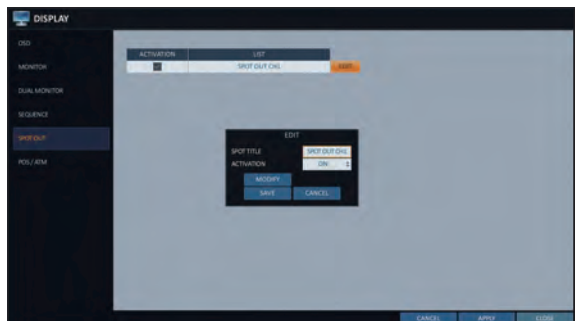 DISPLAY
OSD
MONITOR
DUAL MONITOR
SEQUENCE
SPOT OUT
POS / ATM
ACTIVATION LIST
SPOT OUT CH1 EDIT
EDIT
SPOT TITLE SPOT OUT CH1
ACTIVATION ON
MODIFY
SAVE CANCEL
CANCEL APPLY CLOSE